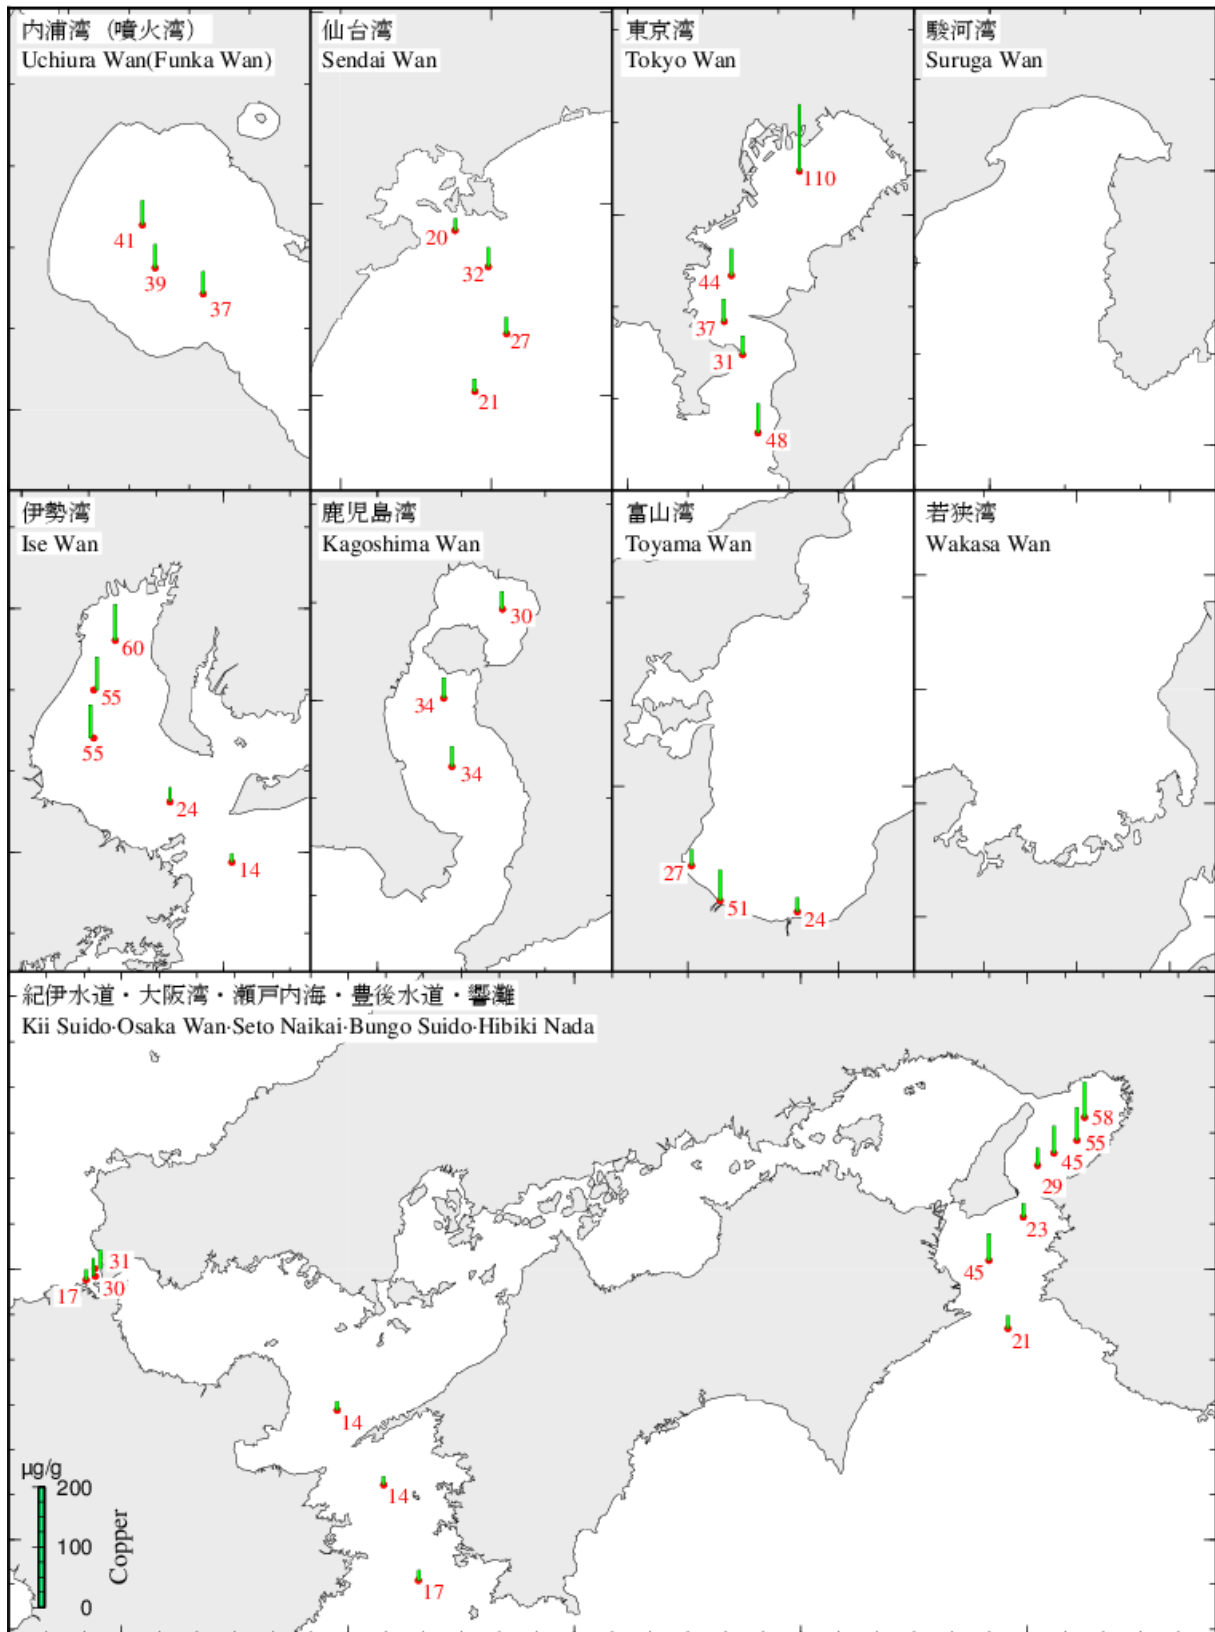 内浦湾（噴火湾）
Uchiura Wan(Funka Wan)
41
39
37
仙台湾
Sendai Wan
20
32
27
21
東京湾
Tokyo Wan
110
44
37
31
48
駿河湾
Suruga Wan
伊勢湾
Ise Wan
60
55
55
24
14
鹿児島湾
Kagoshima Wan
30
34
34
富山湾
Toyama Wan
27
51
24
若狭湾
Wakasa Wan
紀伊水道・大阪湾・瀬戸内海・豊後水道・響灘
Kii Suido·Osaka Wan·Seto Naikai·Bungo Suido·Hibiki Nada
58
55
45
29
23
45
21
31
30
17
14
14
17
µg/g
200
100
0
Copper